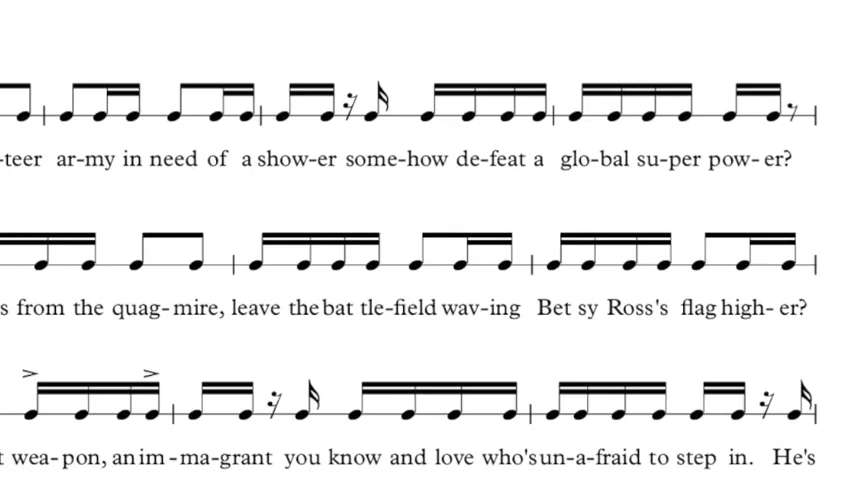 -teer ar-my in need of a show-er some-how de-feat a glo-bal su-per pow- er?
s from the quag-mire, leave the bat tle-field wav-ing Bet sy Ross's flag high- er?
t wea-pon, an im-ma-grant you know and love who's un-a-fraid to step in. He's